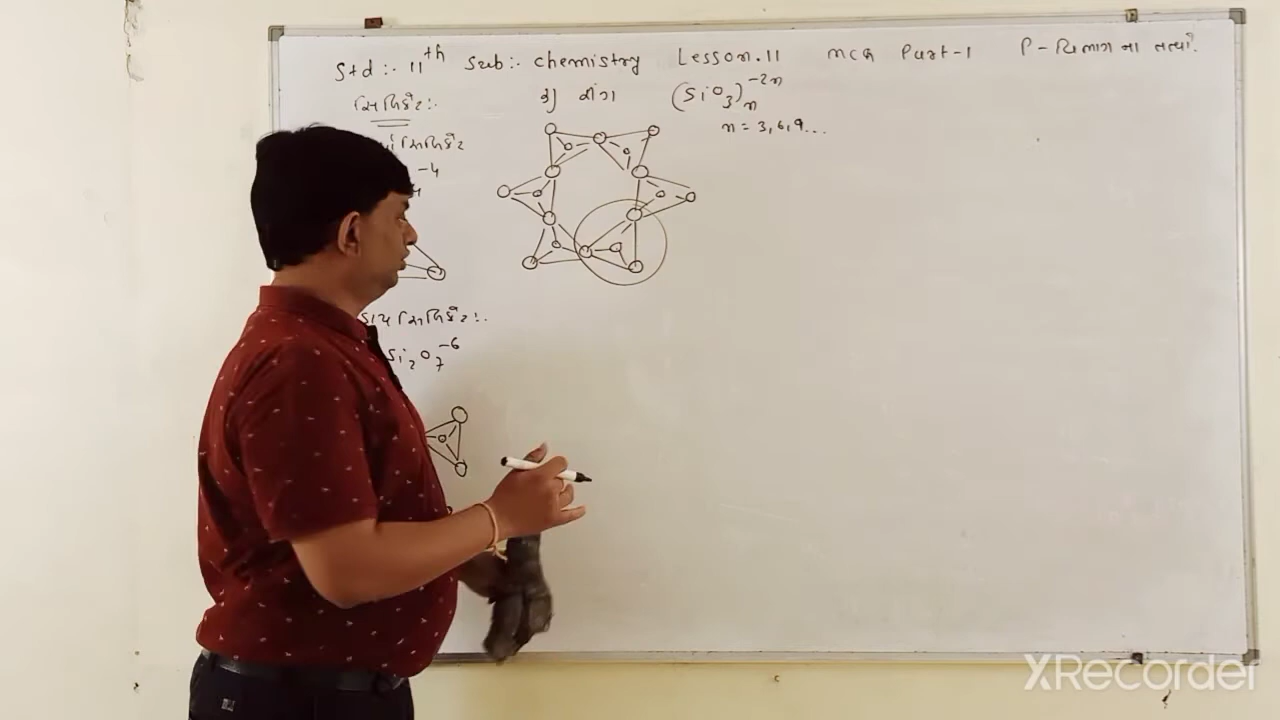 Std :- 11th Sub :- chemistry Lesson.11 MCQ Part-1 P-વિભાગ ના તત્વો.
સિલિકેટ :-
સિલિકેટ
-4
ડાય સિલિકેટ :-
Si2O7-6
(SiO3)n-2n
n = 3,6,9...
XRecorder